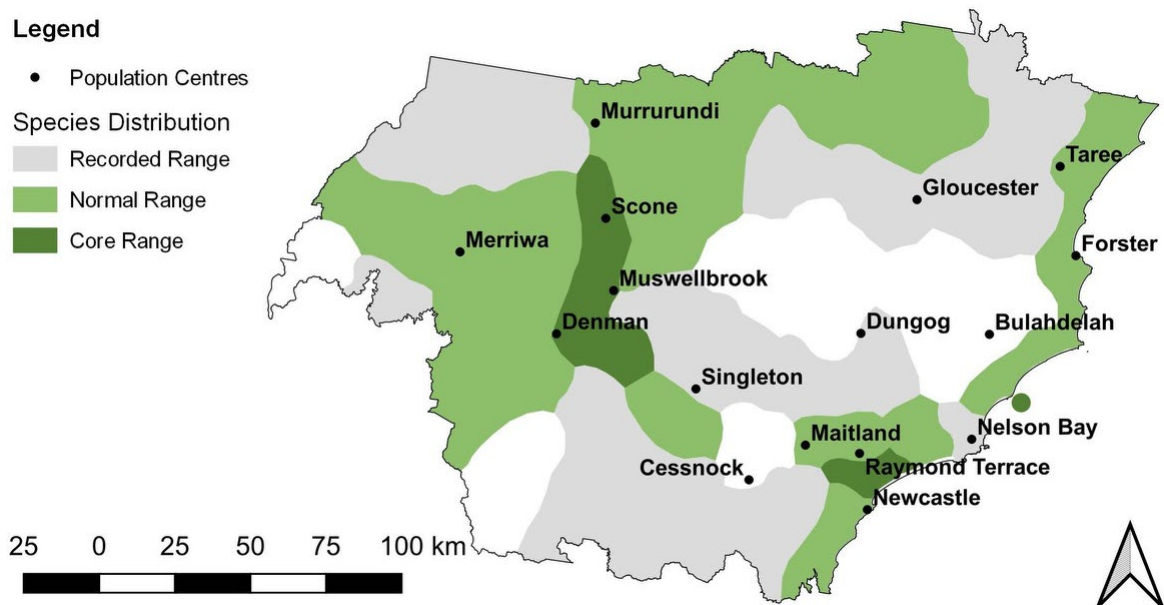 Legend
Population Centres
Species Distribution
Recorded Range
Normal Range
Core Range
Murrurundi
Taree
Gloucester
Scone
Merriwa
Forster
Muswellbrook
Denman
Dungog
Bulahdelah
Singleton
Nelson Bay
Maitland
Cessnock
Raymond Terrace
Newcastle
25 0 25 50 75 100 km